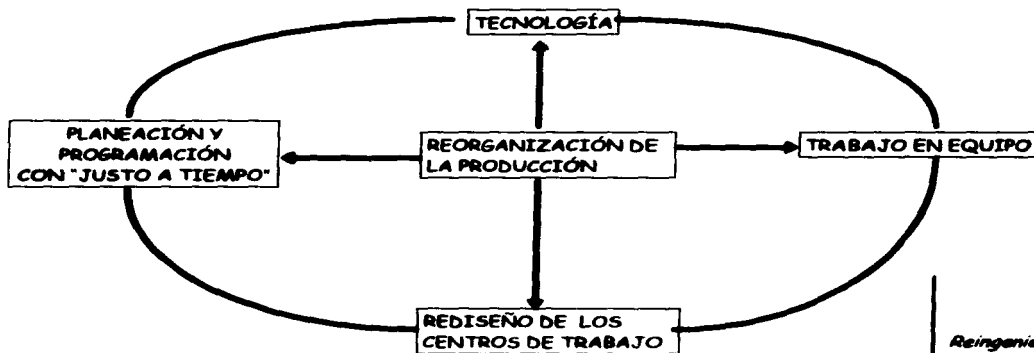 TECNOLOGÍA
PLANEACIÓN Y
PROGRAMACIÓN
CON "JUSTO A TIEMPO"
REORGANIZACIÓN DE
LA PRODUCCIÓN
TRABAJO EN EQUIPO
REDISEÑO DE LOS
CENTROS DE TRABAJO